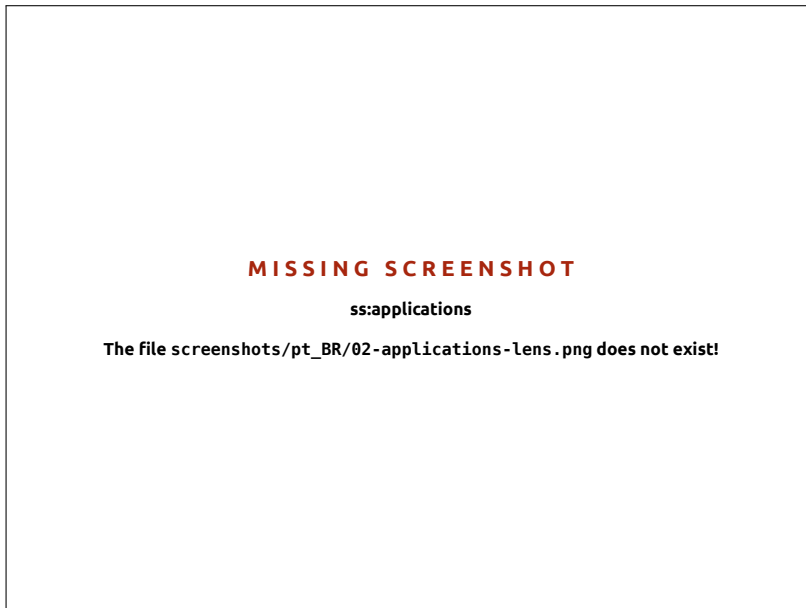 MISSING SCREENSHOT
ss:applications
The file screenshots/pt_BR/02-applications-lens.png does not exist!